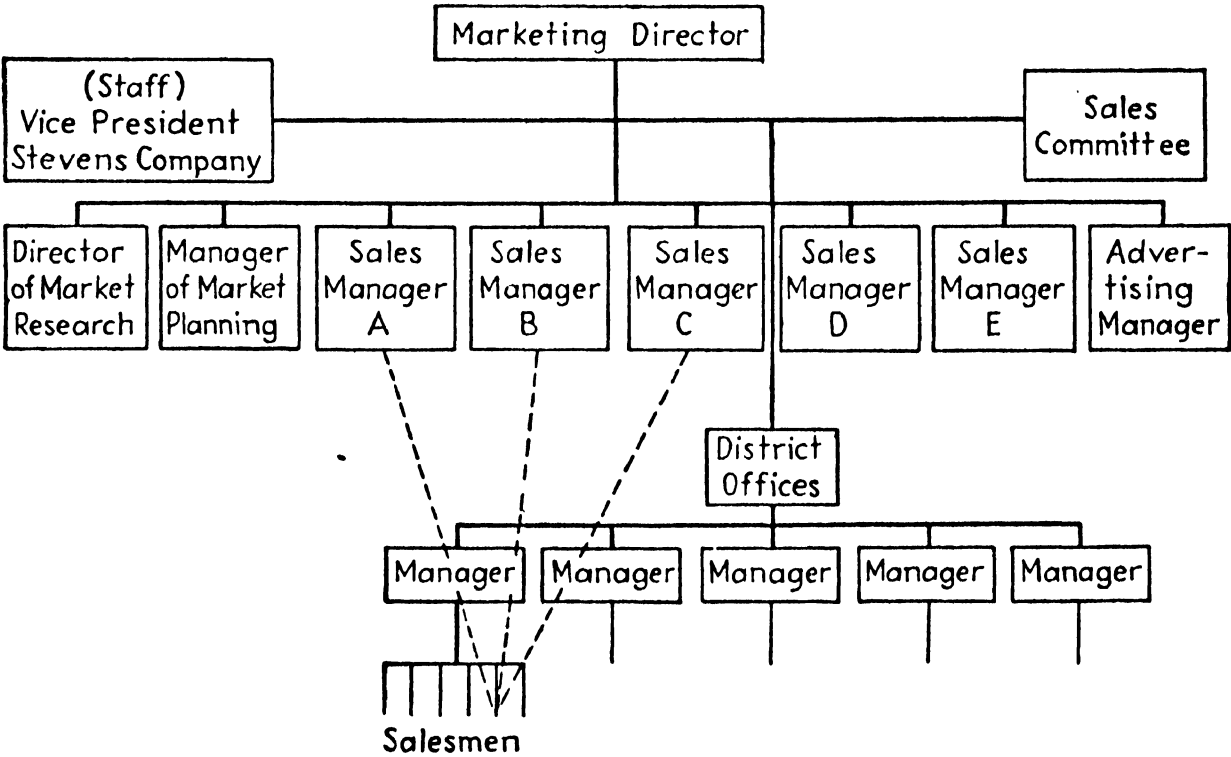 Marketing Director
(Staff)
Vice President
Stevens Company
Sales
Committee
Director
of Market
Research
Manager
of Market
Planning
Sales
Manager
A
Sales
Manager
B
Sales
Manager
C
Sales
Manager
D
Sales
Manager
E
Adver-
tising
Manager
District
Offices
Manager
Manager
Manager
Manager
Manager
Salesmen